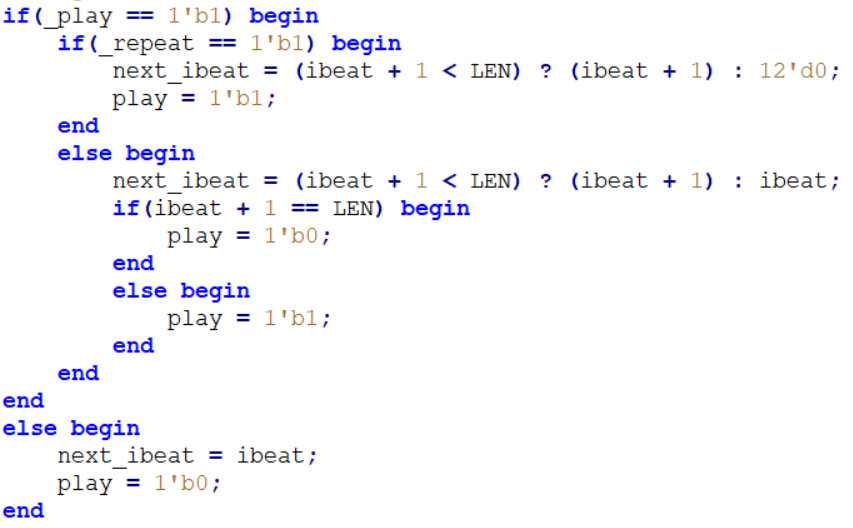 if(_play == 1'b1) begin
    if(_repeat == 1'b1) begin
        next_ibeat = (ibeat + 1 < LEN) ? (ibeat + 1) : 12'd0;
        play = 1'b1;
    end
    else begin
        next_ibeat = (ibeat + 1 < LEN) ? (ibeat + 1) : ibeat;
        if(ibeat + 1 == LEN) begin
            play = 1'b0;
        end
        else begin
            play = 1'b1;
        end
    end
end
else begin
    next_ibeat = ibeat;
    play = 1'b0;
end